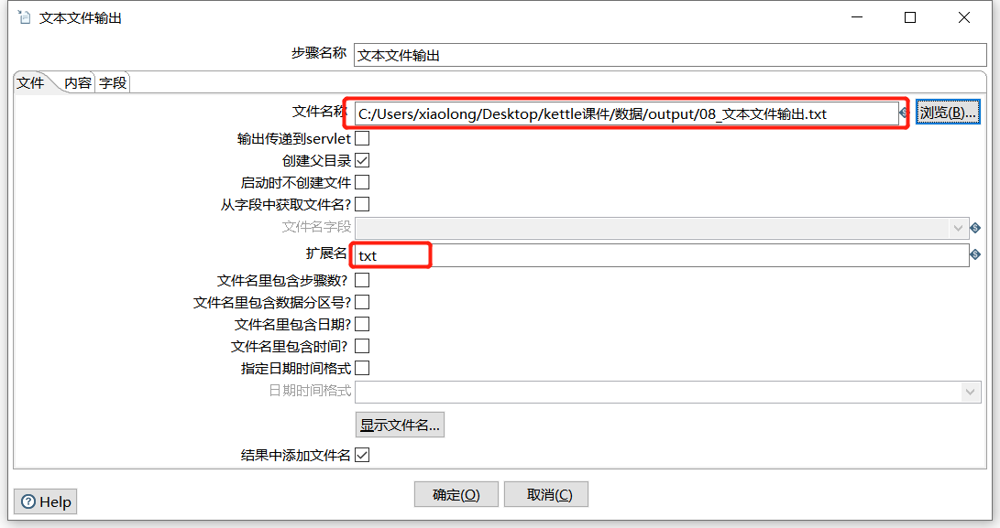 文本文件输出
步骤名称 文本文件输出
文件 内容 字段
文件名称 C:/Users/xiaolong/Desktop/kettle课件/数据/output/08_文本文件输出.txt 浏览(B)...
输出传递到servlet
创建父目录
启动时不创建文件
从字段中获取文件名?
文件名字段
扩展名 txt
文件名里包含步骤数?
文件名里包含数据分区号?
文件名里包含日期?
文件名里包含时间?
指定日期时间格式
日期时间格式
显示文件名...
结果中添加文件名
Help 确定(O) 取消(C)